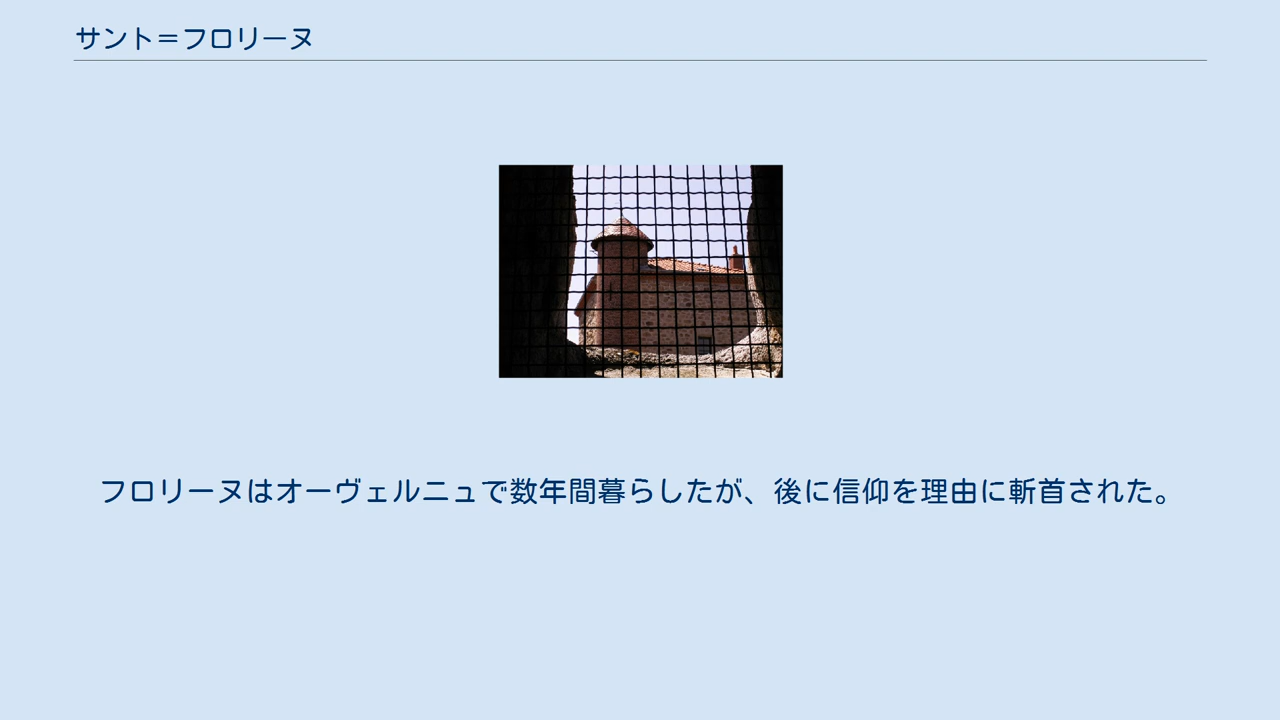 サント＝フロリーヌ
フロリーヌはオーヴェルニュで数年間暮らしたが、後に信仰を理由に斬首された。